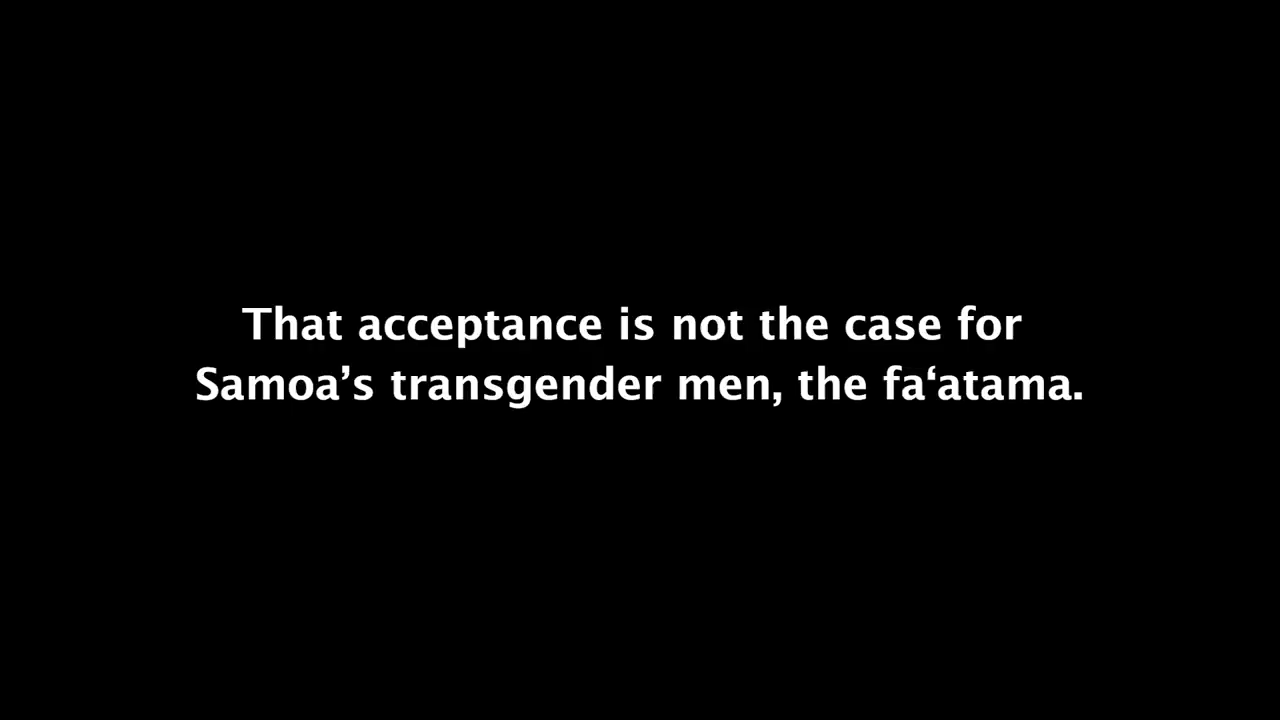 That acceptance is not the case for
Samoa’s transgender men, the fa‘atama.